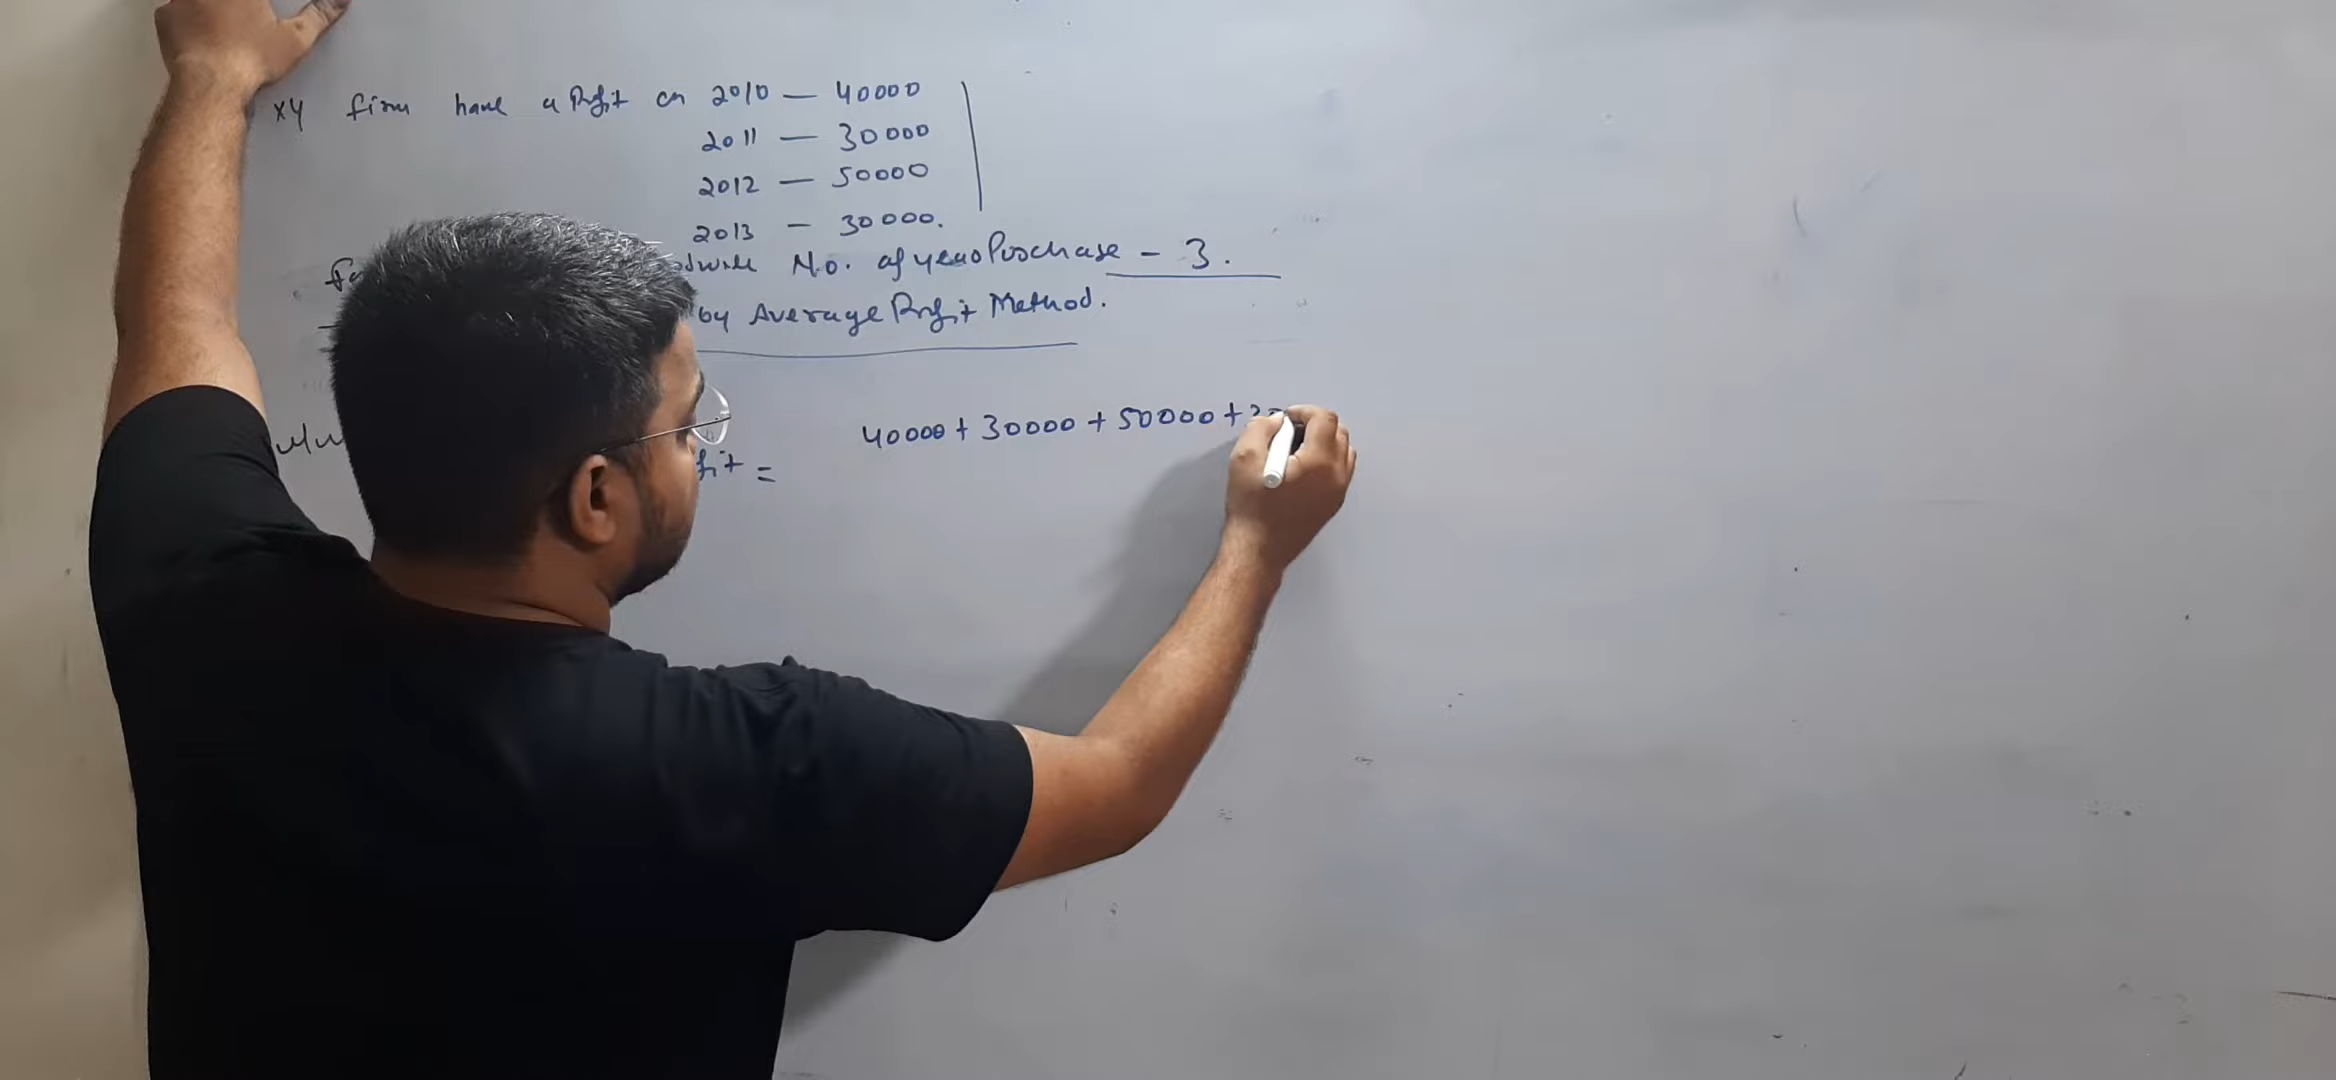 XY firm have a Profit on 2010 — 40000
2011 — 30000
2012 — 50000
2013 - 30000.
No. of years Purchase - 3.
by Average Profit Method.
40000 + 30000 + 50000 +
=